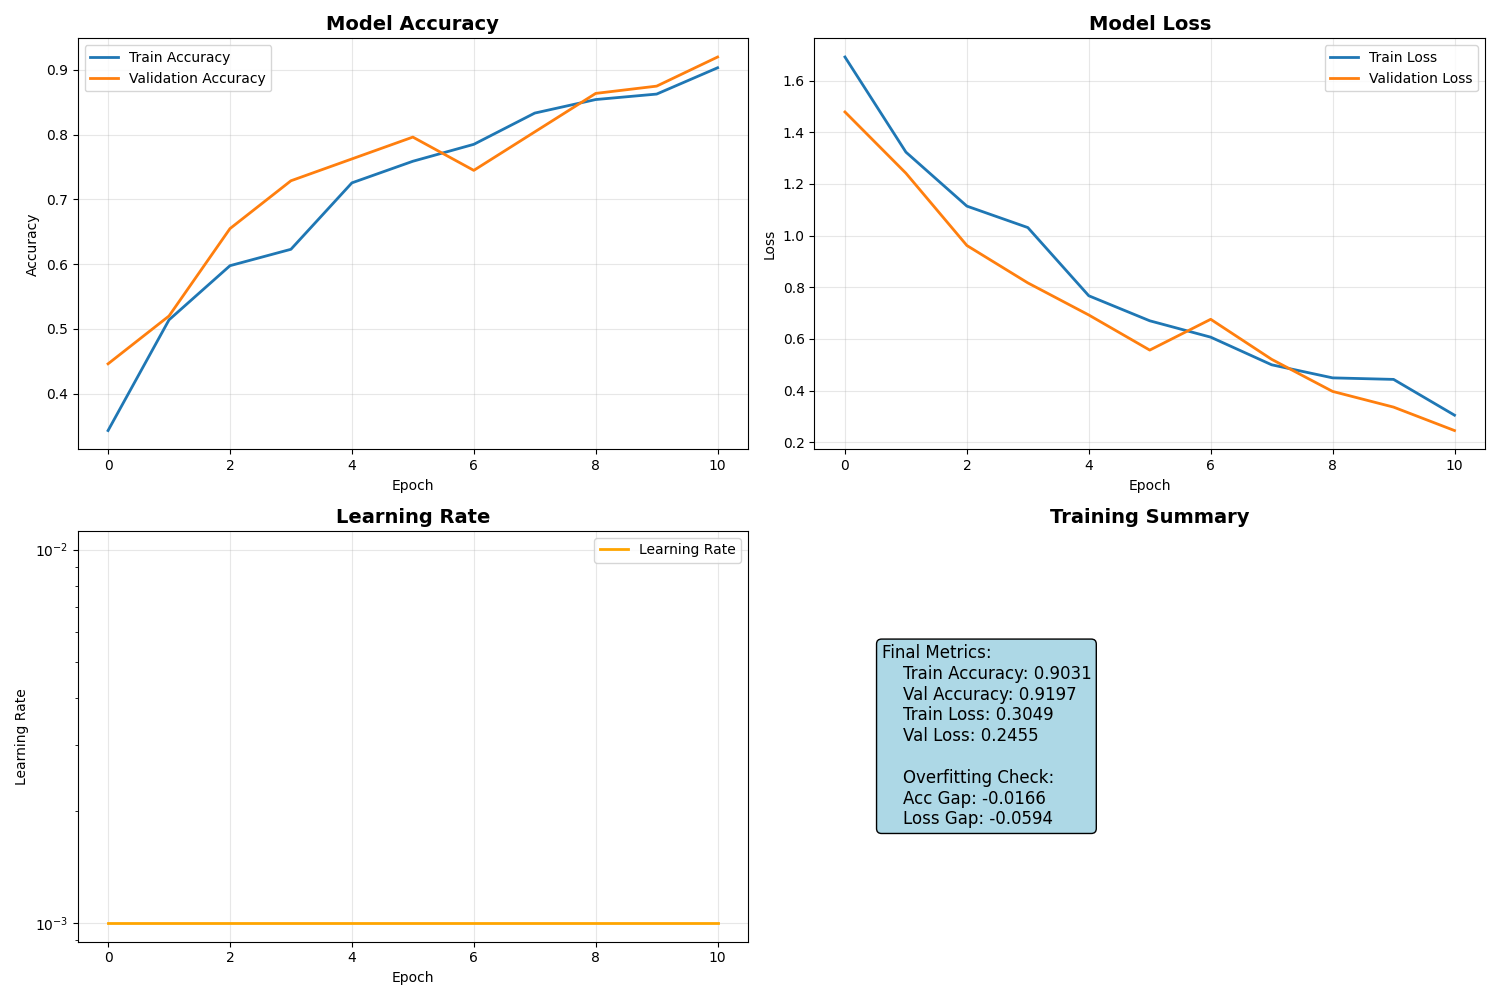 Model Accuracy
Train Accuracy
Validation Accuracy
0.9
0.8
0.7
0.6
0.5
0.4
Accuracy
0 2 4 6 8 10
Epoch
Model Loss
Train Loss
Validation Loss
1.6
1.4
1.2
1.0
0.8
0.6
0.4
0.2
Loss
0 2 4 6 8 10
Epoch
Learning Rate
Learning Rate
10⁻²
10⁻³
Learning Rate
0 2 4 6 8 10
Epoch
Training Summary
Final Metrics:
Train Accuracy: 0.9031
Val Accuracy: 0.9197
Train Loss: 0.3049
Val Loss: 0.2455
Overfitting Check:
Acc Gap: -0.0166
Loss Gap: -0.0594